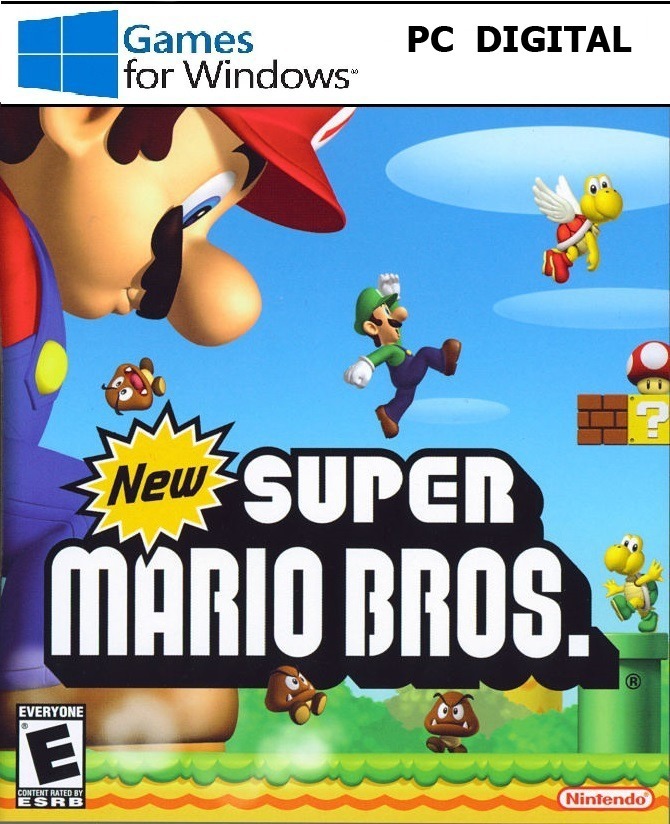 Games
for Windows®
PC DIGITAL
New SUPER
MARIO BROS.
®
?
EVERYONE
E
®
CONTENT RATED BY
ESRB
Nintendo®